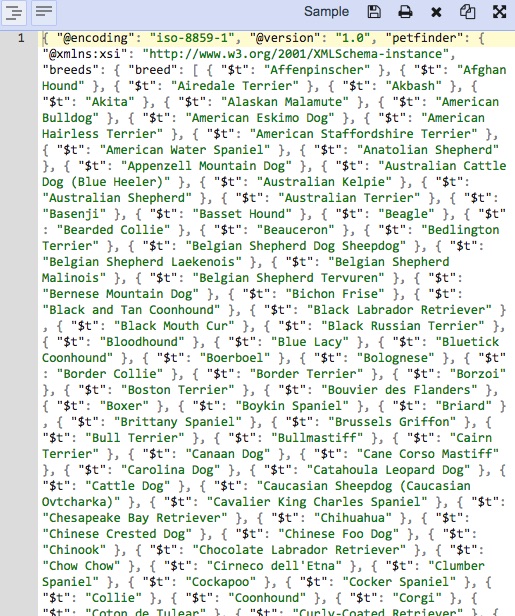 Sample
1 { "@encoding": "iso-8859-1", "@version": "1.0", "petfinder": {
"@xmlns:xsi": "http://www.w3.org/2001/XMLSchema-instance",
"breeds": { "breed": [ { "$t": "Affenpinscher" }, { "$t": "Afghan
Hound" }, { "$t": "Airedale Terrier" }, { "$t": "Akbash" }, {
"$t": "Akita" }, { "$t": "Alaskan Malamute" }, { "$t": "American
Bulldog" }, { "$t": "American Eskimo Dog" }, { "$t": "American
Hairless Terrier" }, { "$t": "American Staffordshire Terrier" },
{ "$t": "American Water Spaniel" }, { "$t": "Anatolian Shepherd"
}, { "$t": "Appenzell Mountain Dog" }, { "$t": "Australian Cattle
Dog (Blue Heeler)" }, { "$t": "Australian Kelpie" }, { "$t":
"Australian Shepherd" }, { "$t": "Australian Terrier" }, { "$t":
"Basenji" }, { "$t": "Basset Hound" }, { "$t": "Beagle" }, { "$t"
: "Bearded Collie" }, { "$t": "Beauceron" }, { "$t": "Bedlington
Terrier" }, { "$t": "Belgian Shepherd Dog Sheepdog" }, { "$t":
"Belgian Shepherd Laekenois" }, { "$t": "Belgian Shepherd
Malinois" }, { "$t": "Belgian Shepherd Tervuren" }, { "$t":
"Bernese Mountain Dog" }, { "$t": "Bichon Frise" }, { "$t":
"Black and Tan Coonhound" }, { "$t": "Black Labrador Retriever" }
, { "$t": "Black Mouth Cur" }, { "$t": "Black Russian Terrier" },
{ "$t": "Bloodhound" }, { "$t": "Blue Lacy" }, { "$t": "Bluetick
Coonhound" }, { "$t": "Boerboel" }, { "$t": "Bolognese" }, { "$t"
: "Border Collie" }, { "$t": "Border Terrier" }, { "$t": "Borzoi"
}, { "$t": "Boston Terrier" }, { "$t": "Bouvier des Flanders" },
{ "$t": "Boxer" }, { "$t": "Boykin Spaniel" }, { "$t": "Briard" }
, { "$t": "Brittany Spaniel" }, { "$t": "Brussels Griffon" }, {
"$t": "Bull Terrier" }, { "$t": "Bullmastiff" }, { "$t": "Cairn
Terrier" }, { "$t": "Canaan Dog" }, { "$t": "Cane Corso Mastiff"
}, { "$t": "Carolina Dog" }, { "$t": "Catahoula Leopard Dog" }, {
"$t": "Cattle Dog" }, { "$t": "Caucasian Sheepdog (Caucasian
Ovtcharka)" }, { "$t": "Cavalier King Charles Spaniel" }, { "$t":
"Chesapeake Bay Retriever" }, { "$t": "Chihuahua" }, { "$t":
"Chinese Crested Dog" }, { "$t": "Chinese Foo Dog" }, { "$t":
"Chinook" }, { "$t": "Chocolate Labrador Retriever" }, { "$t":
"Chow Chow" }, { "$t": "Cirneco dell'Etna" }, { "$t": "Clumber
Spaniel" }, { "$t": "Cockapoo" }, { "$t": "Cocker Spaniel" }, {
"$t": "Collie" }, { "$t": "Coonhound" }, { "$t": "Corgi" }, {
"$t": "Coton de Tulear" }, { "$t": "Curly-Coated Retriever" }, {